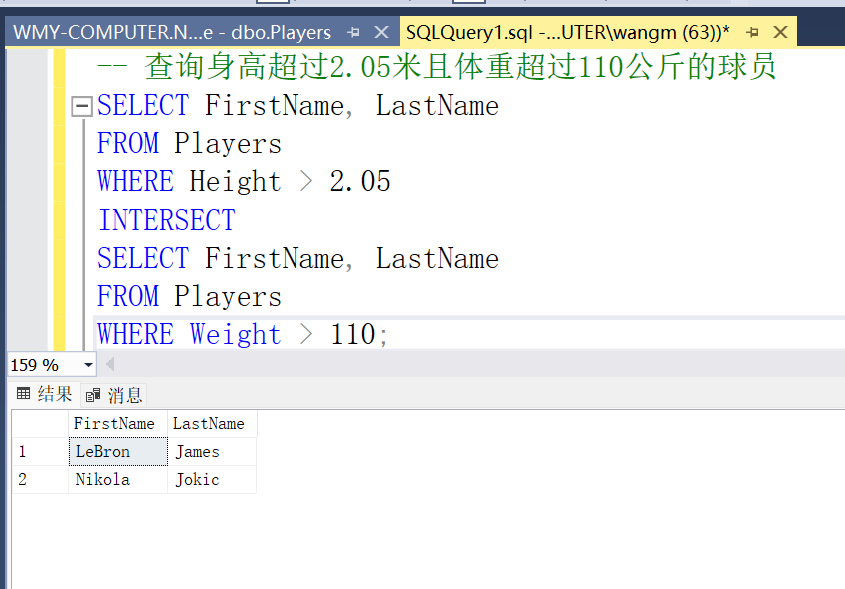 WMY-COMPUTER.N...e - dbo.Players
SQLQuery1.sql -...UTER\wangm (63))*
-- 查询身高超过2.05米且体重超过110公斤的球员
SELECT FirstName, LastName
FROM Players
WHERE Height > 2.05
INTERSECT
SELECT FirstName, LastName
FROM Players
WHERE Weight > 110;
159 %
结果 消息
FirstName LastName
1 LeBron James
2 Nikola Jokic